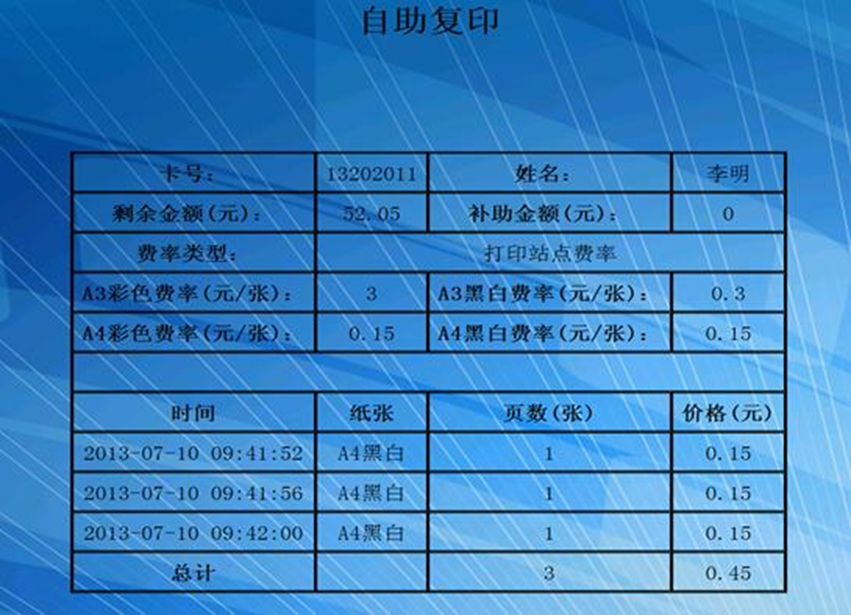 自助复印
卡号: 13202011 姓名: 李明
剩余金额(元): 52.05 补助金额(元): 0
费率类型: 打印站点费率
A3彩色费率(元/张): 3 A3黑白费率(元/张): 0.3
A4彩色费率(元/张): 0.15 A4黑白费率(元/张): 0.15
时间 纸张 页数(张) 价格(元)
2013-07-10 09:41:52 A4黑白 1 0.15
2013-07-10 09:41:56 A4黑白 1 0.15
2013-07-10 09:42:00 A4黑白 1 0.15
总计 3 0.45